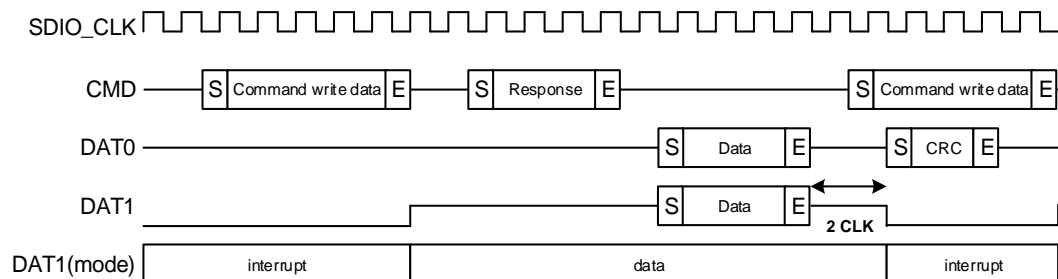 SDIO_CLK
CMD S Command write data E S Response E S Command write data E
DAT0 S Data E S CRC E
DAT1 S Data E
2 CLK
DAT1(mode) interrupt data interrupt